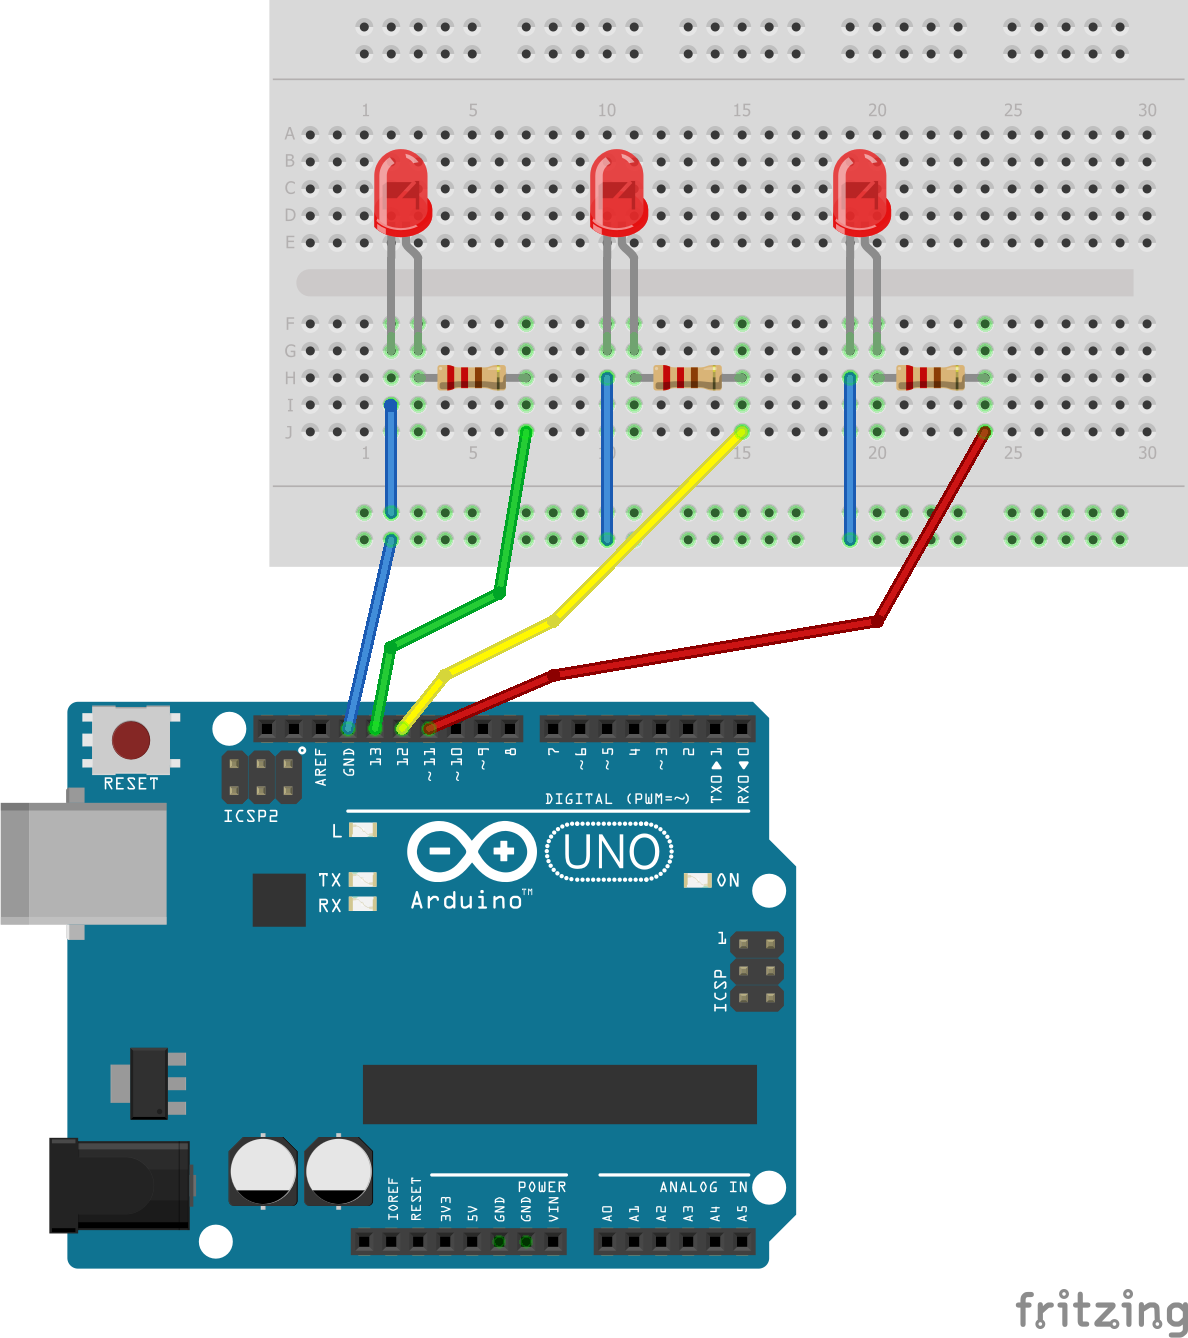 1 5 10 15 20 25 30
A
B
C
D
E
F
G
H
I
J
1 5 10 15 20 25 30
RESET
ICSP2
AREF
GND
13
12
~11
~10
~9
8
7
~6
~5
4
~3
2
TX0▶1
RX0◀0
DIGITAL (PWM=~)
L
TX
RX
UNO
Arduino™
ON
1
ICSP
IOREF
RESET
3V3
5V
GND
GND
VIN
POWER
A0
A1
A2
A3
A4
A5
ANALOG IN
fritzing